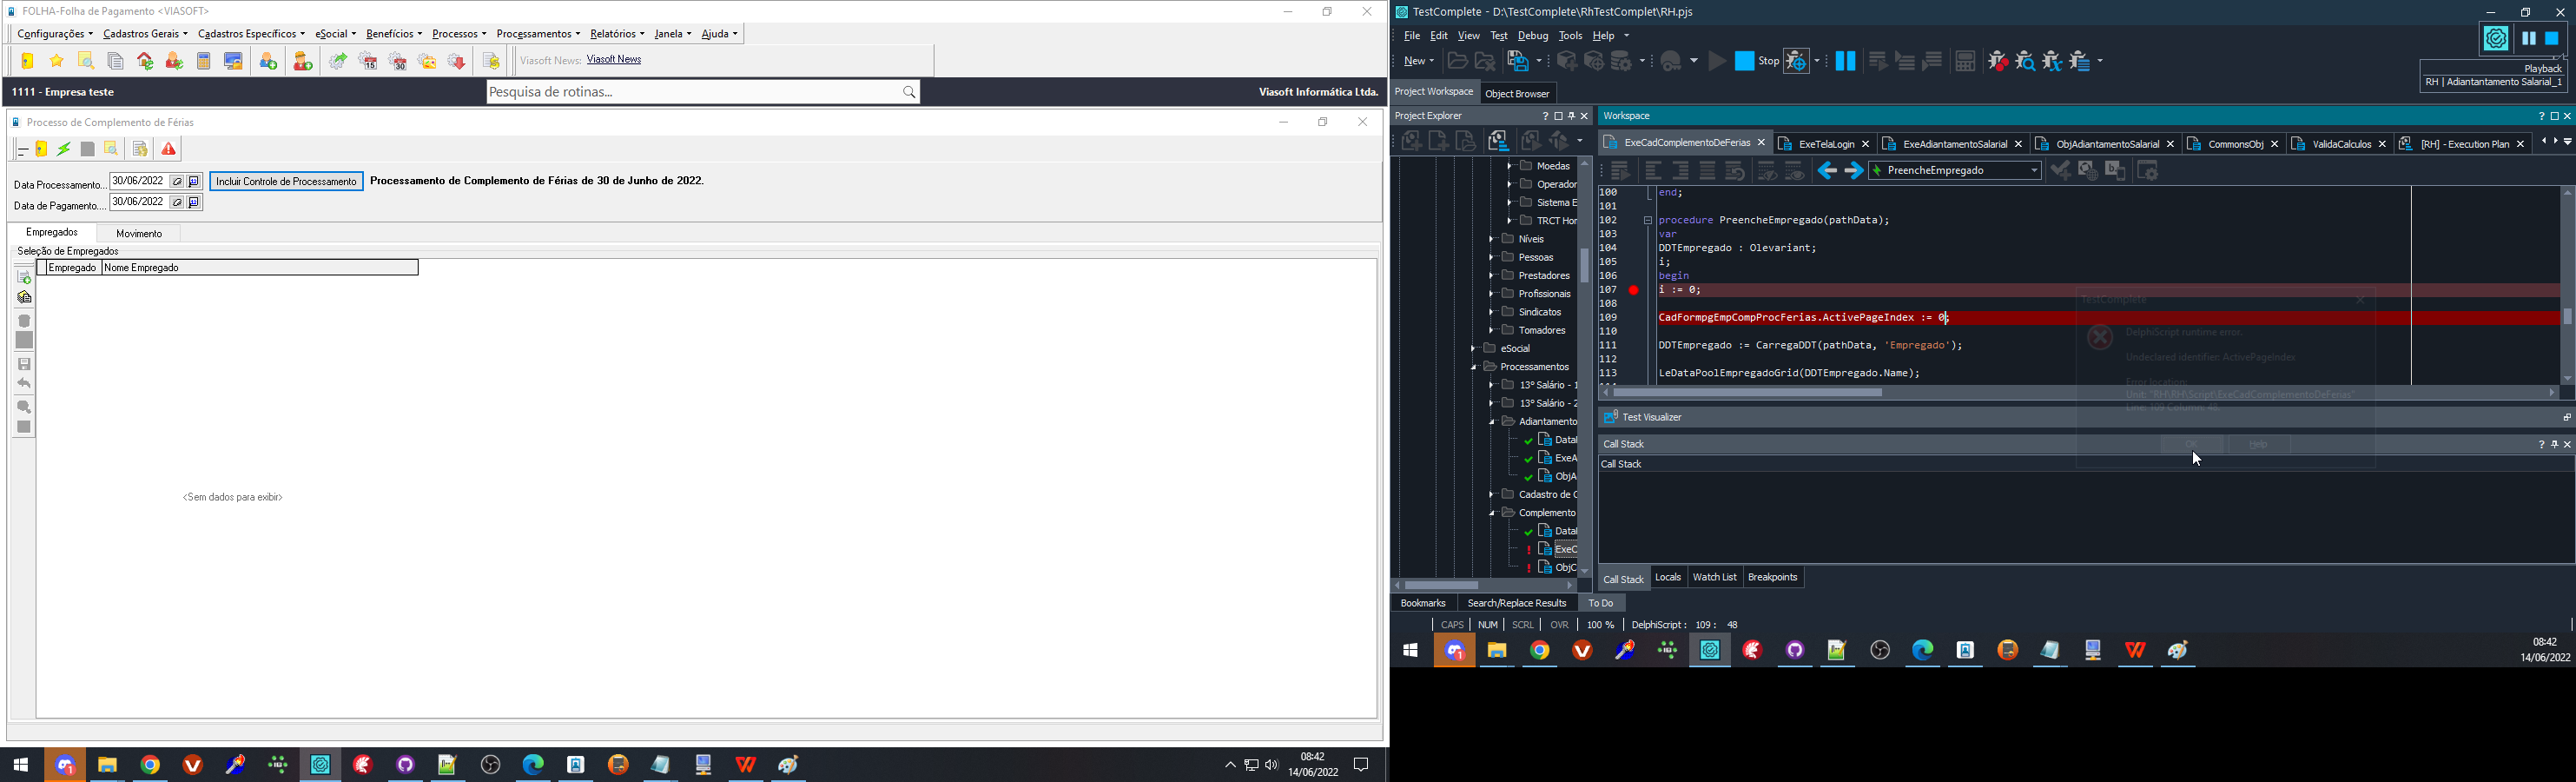 FOLHA-Folha de Pagamento <VIASOFT>
Configurações Cadastros Gerais Cadastros Específicos eSocial Benefícios Processos Processamentos Relatórios Janela Ajuda
Viasoft News: Viasoft News
1111 - Empresa teste
Pesquisa de rotinas...
Viasoft Informática Ltda.
Processo de Complemento de Férias
Data Processamento... 30/06/2022 Incluir Controle de Processamento Processamento de Complemento de Férias de 30 de Junho de 2022.
Data de Pagamento.... 30/06/2022
Empregados Movimento
Seleção de Empregados
Empregado Nome Empregado
<Sem dados para exibir>
08:42
14/06/2022
TestComplete - D:\TestComplete\RhTestComplet\RH.pjs
File Edit View Test Debug Tools Help
New Stop
Playback
RH | Adiantantamento Salarial_1
Project Workspace Object Browser
Project Explorer
Moedas
Operador
Sistema E
TRCT Hor
Níveis
Pessoas
Prestadores
Profissionais
Sindicatos
Tomadores
eSocial
Processamentos
13º Salário - 1
13º Salário - 2
Adiantamento
Data
ExeA
ObjA
Cadastro de C
Complemento
Data
ExeC
ObjC
Bookmarks Search/Replace Results To Do
Workspace
ExeCadComplementoDeFerias ExeTelaLogin ExeAdiantamentoSalarial ObjAdiantamentoSalarial CommonsObj ValidaCalculos [RH] - Execution Plan
PreencheEmpregado
100 end;
101
102 procedure PreencheEmpregado(pathData);
103 var
104 DDTEmpregado : Olevariant;
105 i;
106 begin
107 i := 0;
108
109 CadFormpgEmpCompProcFerias.ActivePageIndex := 0;
110
111 DDTEmpregado := CarregaDDT(pathData, 'Empregado');
112
113 LeDataPoolEmpregadoGrid(DDTEmpregado.Name);
TestComplete
DelphiScript runtime error.
Undeclared identifier: ActivePageIndex
Error location:
Unit: "RH\RH\Script\ExeCadComplementoDeFerias"
Line: 109 Column: 48.
OK Help
Test Visualizer
Call Stack
Call Stack
Call Stack Locals Watch List Breakpoints
CAPS NUM SCRL OVR 100 % DelphiScript : 109 : 48
08:42
14/06/2022